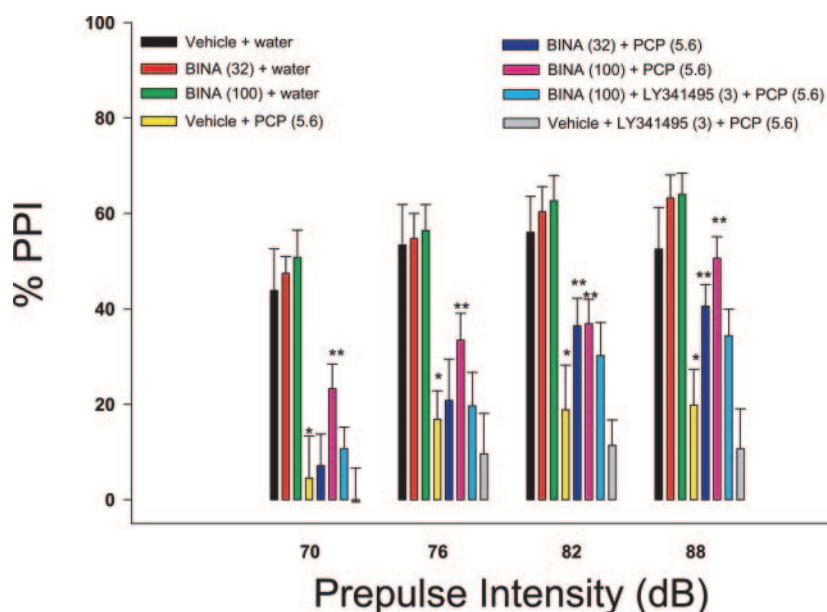 100
80
60
40
20
0
% PPI
Vehicle + water
BINA (32) + water
BINA (100) + water
Vehicle + PCP (5.6)
BINA (32) + PCP (5.6)
BINA (100) + PCP (5.6)
BINA (100) + LY341495 (3) + PCP (5.6)
Vehicle + LY341495 (3) + PCP (5.6)
*
**
*
**
*
**
**
*
**
**
70 76 82 88
Prepulse Intensity (dB)